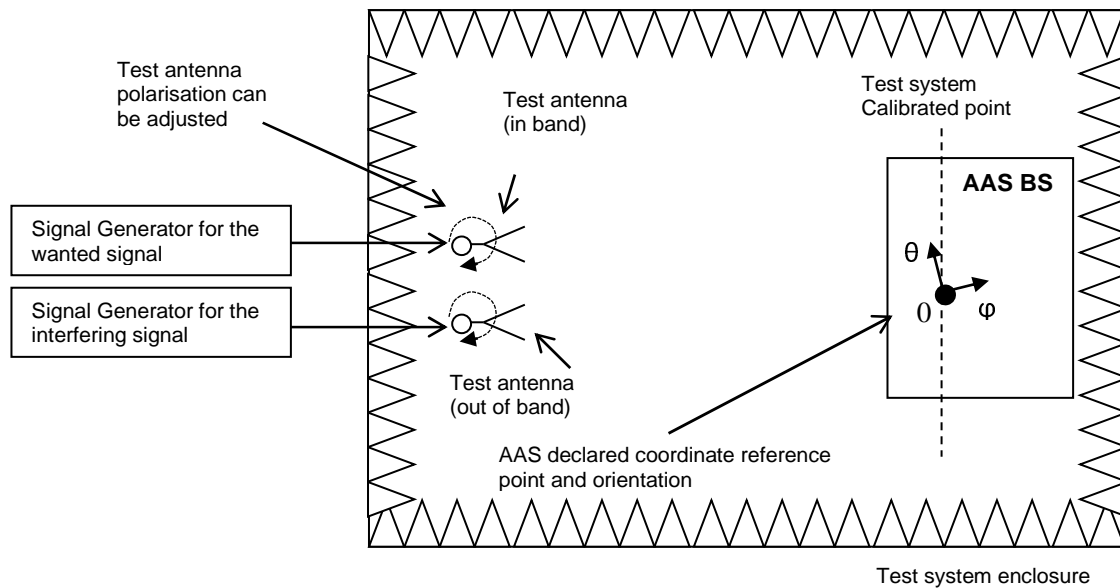 Test antenna
polarisation can
be adjusted
Test antenna
(in band)
Test system
Calibrated point
AAS BS
Signal Generator for the
wanted signal
θ
0
φ
Signal Generator for the
interfering signal
Test antenna
(out of band)
AAS declared coordinate reference
point and orientation
Test system enclosure